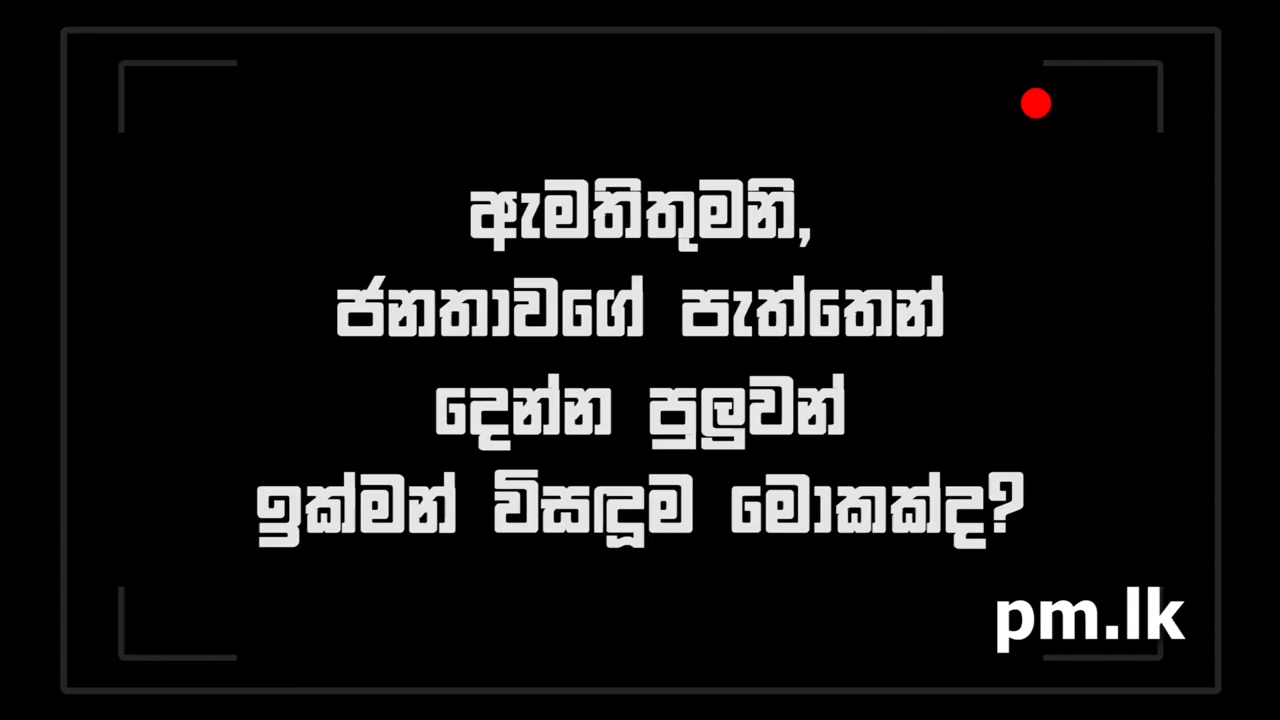 ඇමතිතුමනි,
ජනතාවගේ පැත්තෙන්
දෙන්න පුලුවන්
ඉක්මන් විසඳුම මොකක්ද?
pm.lk